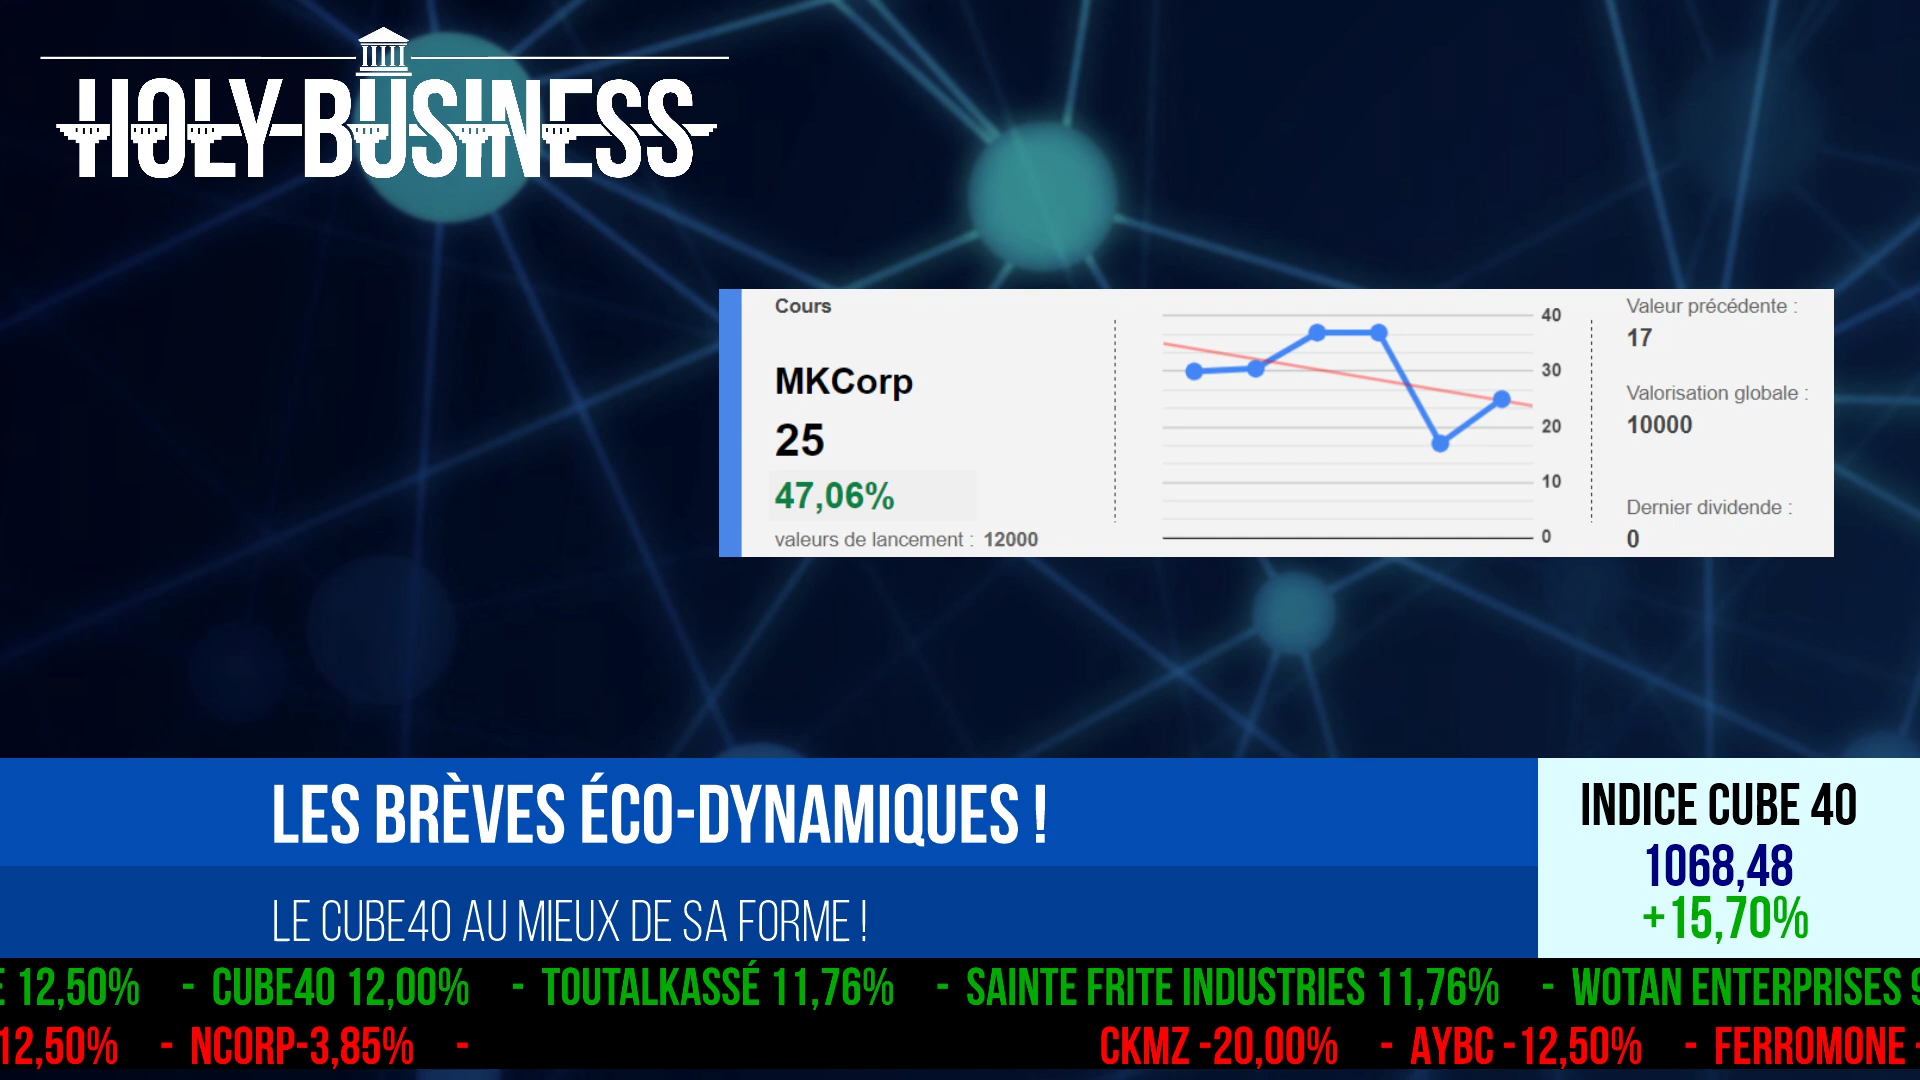 HOLY BUSINESS
Cours
MKCorp
25
47,06%
valeurs de lancement : 12000
40
30
20
10
0
Valeur précédente :
17
Valorisation globale :
10000
Dernier dividende :
0
LES BRÈVES ÉCO-DYNAMIQUES !
LE CUBE40 AU MIEUX DE SA FORME !
INDICE CUBE 40
1068,48
+15,70%
12,50% - CUBE40 12,00% - TOUTALKASSÉ 11,76% - SAINTE FRITE INDUSTRIES 11,76% - WOTAN ENTERPRISES
12,50% - NCORP-3,85% - CKMZ -20,00% - AYBC -12,50% - FERROMONE -